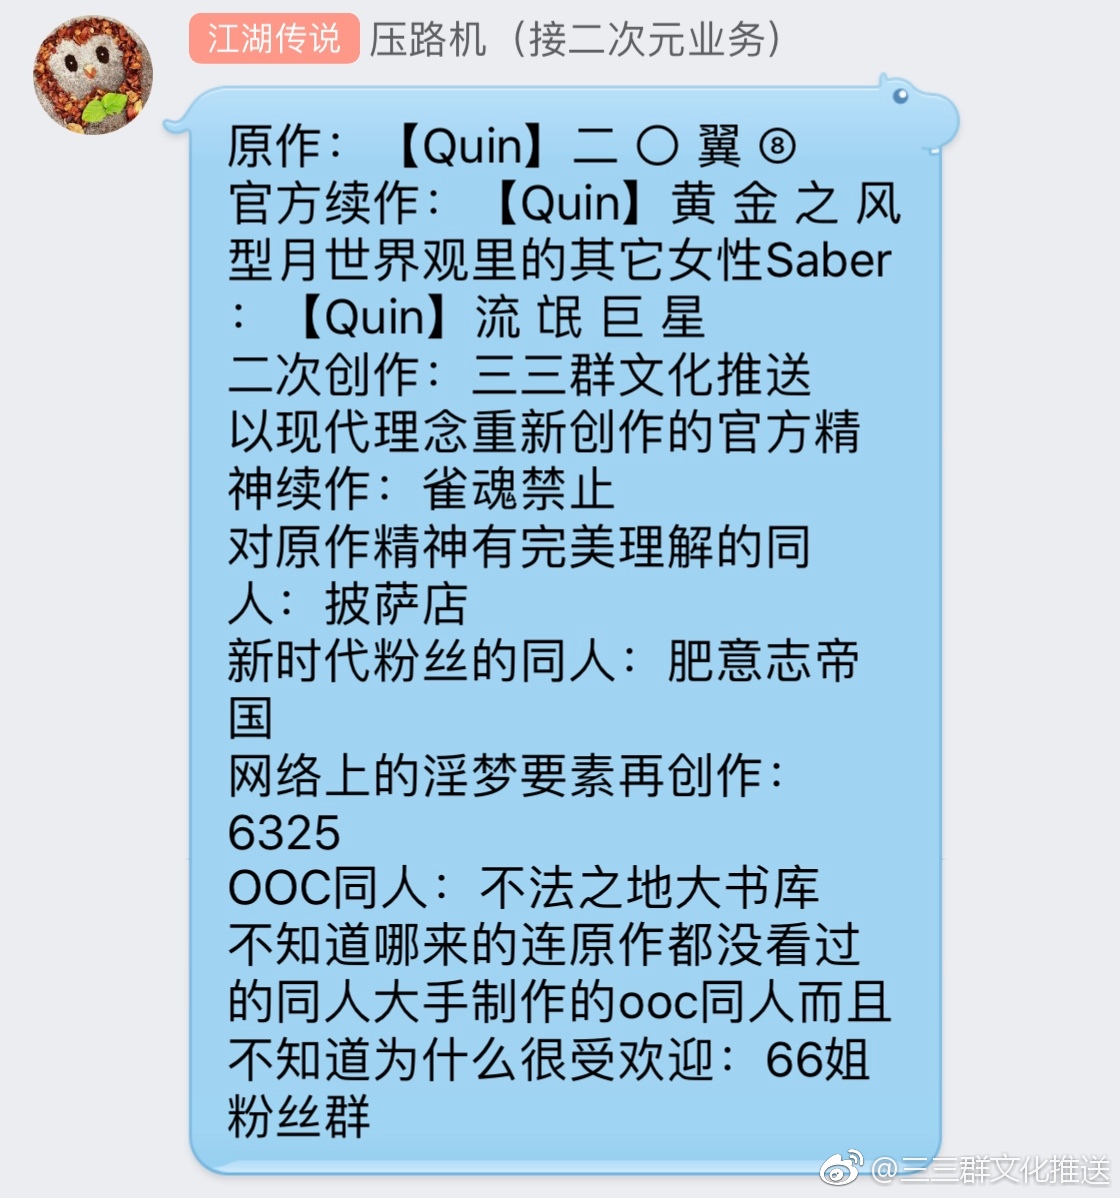 江湖传说 压路机（接二次元业务）
原作：【Quin】二 〇 翼 ⑧
官方续作：【Quin】黄 金 之 风
型月世界观里的其它女性Saber
：【Quin】流 氓 巨 星
二次创作：三三群文化推送
以现代理念重新创作的官方精
神续作：雀魂禁止
对原作精神有完美理解的同
人：披萨店
新时代粉丝的同人：肥意志帝
国
网络上的淫梦要素再创作：
6325
OOC同人：不法之地大书库
不知道哪来的连原作都没看过
的同人大手制作的ooc同人而且
不知道为什么很受欢迎：66姐
粉丝群
@三三群文化推送